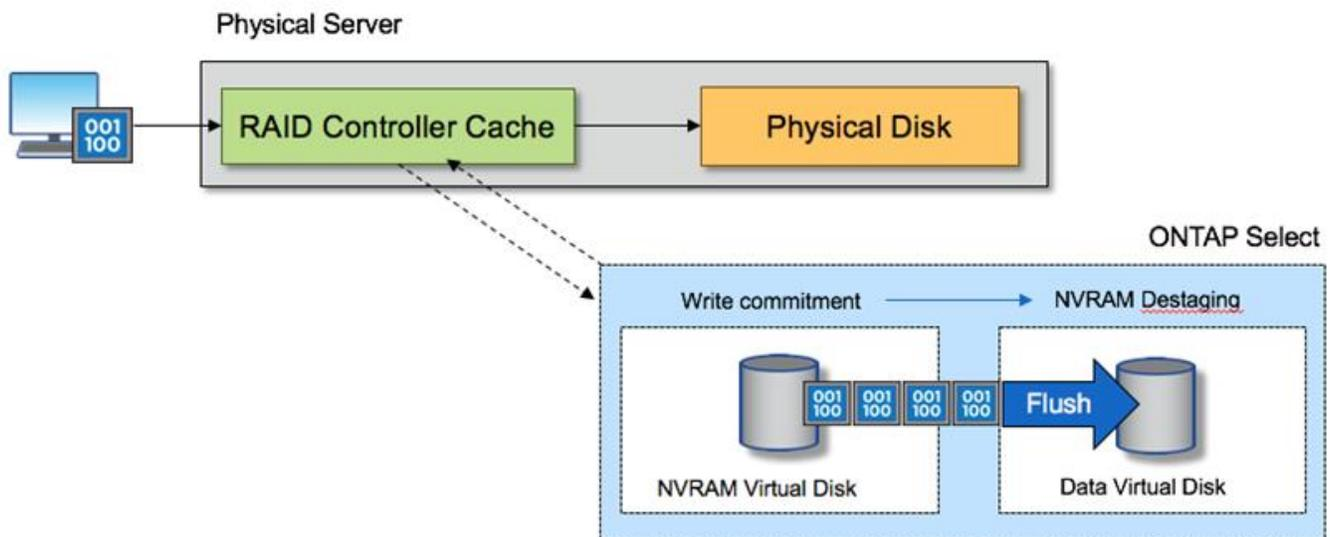 Physical Server
001
100
RAID Controller Cache
Physical Disk
ONTAP Select
Write commitment
NVRAM Destaging
001 001 001 001
100 100 100 100
Flush
NVRAM Virtual Disk
Data Virtual Disk